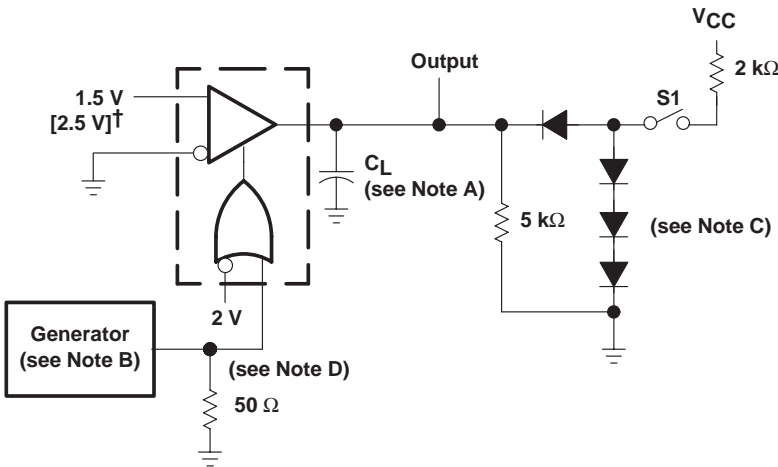 VCC
2 kΩ
S1
Output
1.5 V
[2.5 V]†
CL
(see Note A)
5 kΩ
(see Note C)
2 V
Generator
(see Note B)
(see Note D)
50 Ω